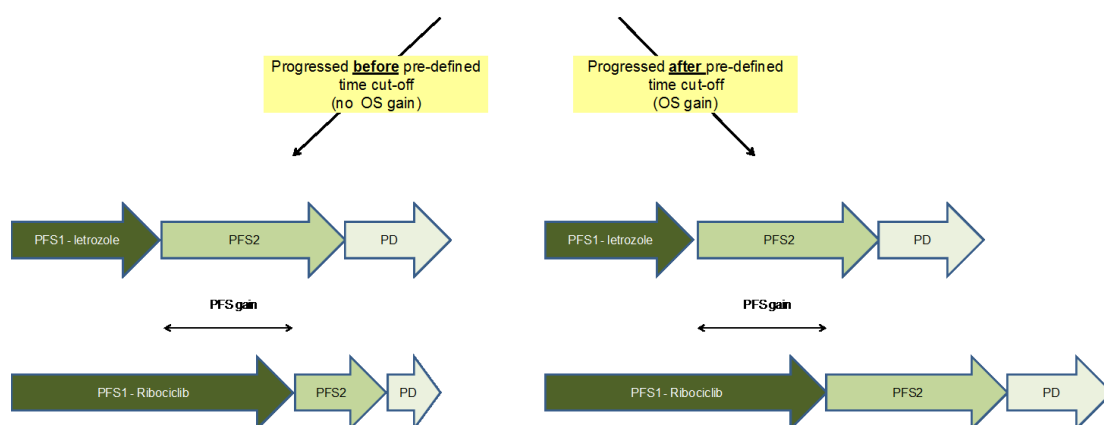 Progressed before pre-defined
time cut-off
(no OS gain)
Progressed after pre-defined
time cut-off
(OS gain)
PFS1 - letrozole
PFS2
PD
PFS1 - letrozole
PFS2
PD
PFS gain
PFS gain
PFS1 - Ribociclib
PFS2
PD
PFS1 - Ribociclib
PFS2
PD